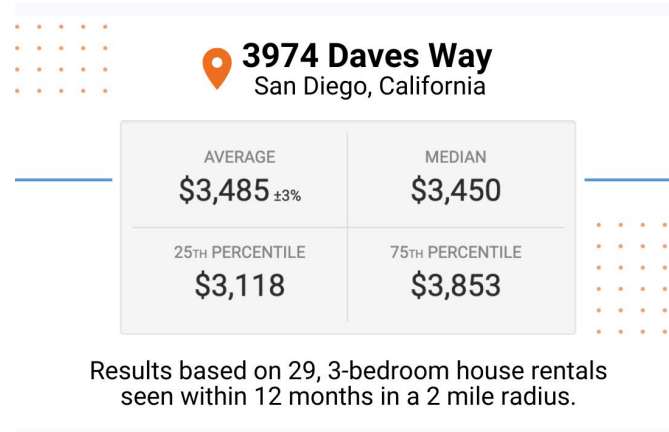 3974 Daves Way
San Diego, California
AVERAGE
$3,485 ±3%
MEDIAN
$3,450
25TH PERCENTILE
$3,118
75TH PERCENTILE
$3,853
Results based on 29, 3-bedroom house rentals
seen within 12 months in a 2 mile radius.